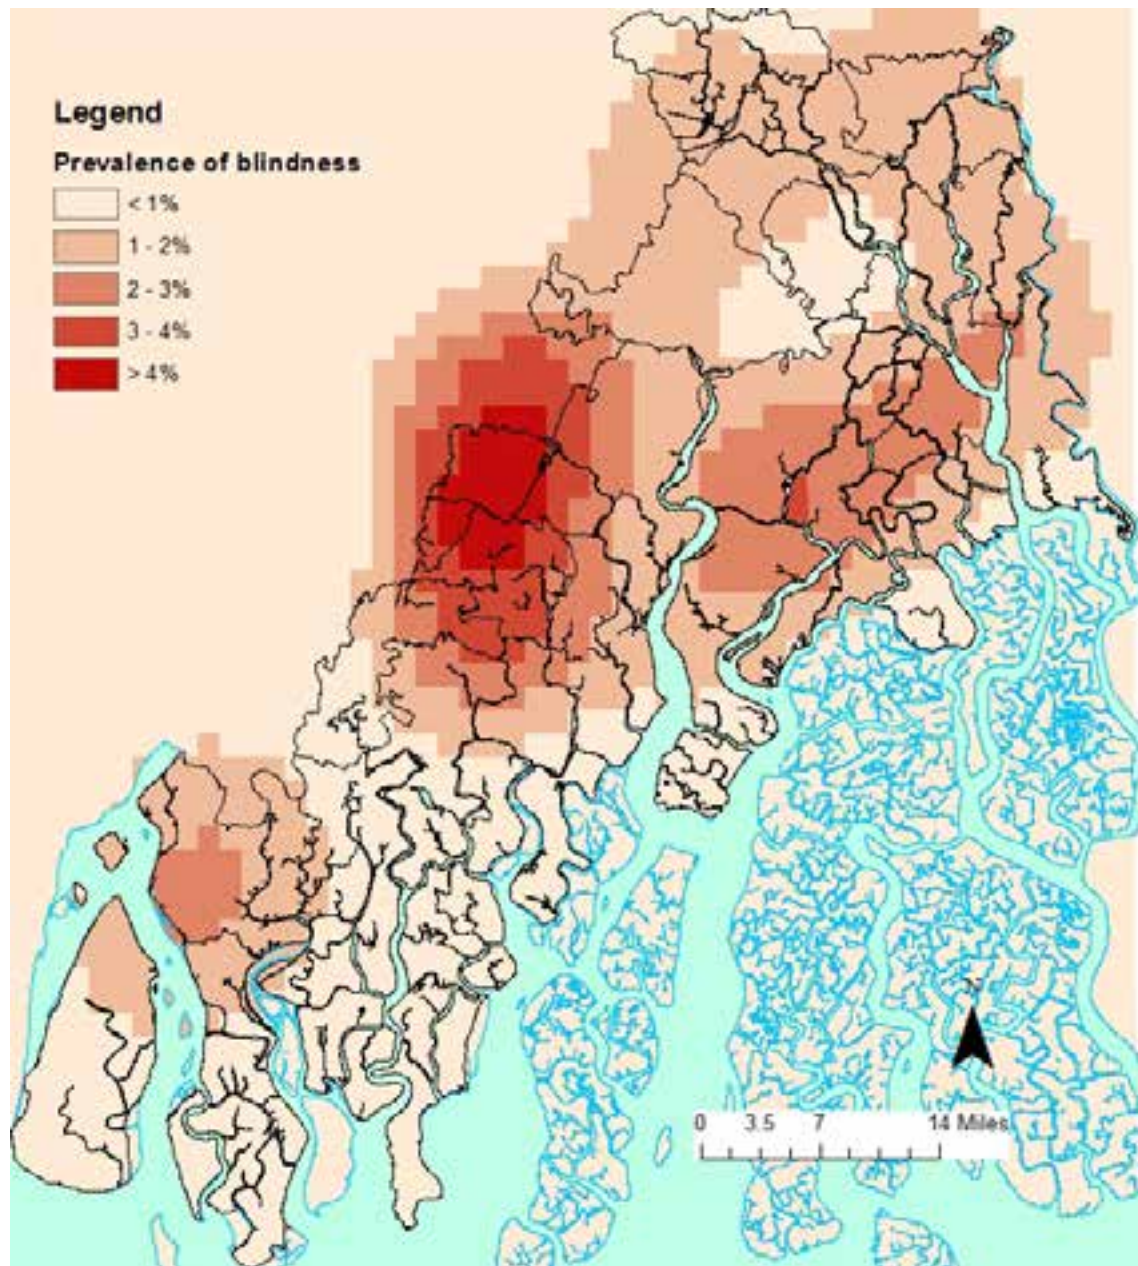 Legend
Prevalence of blindness
< 1%
1 - 2%
2 - 3%
3 - 4%
> 4%
0 3.5 7 14 Miles